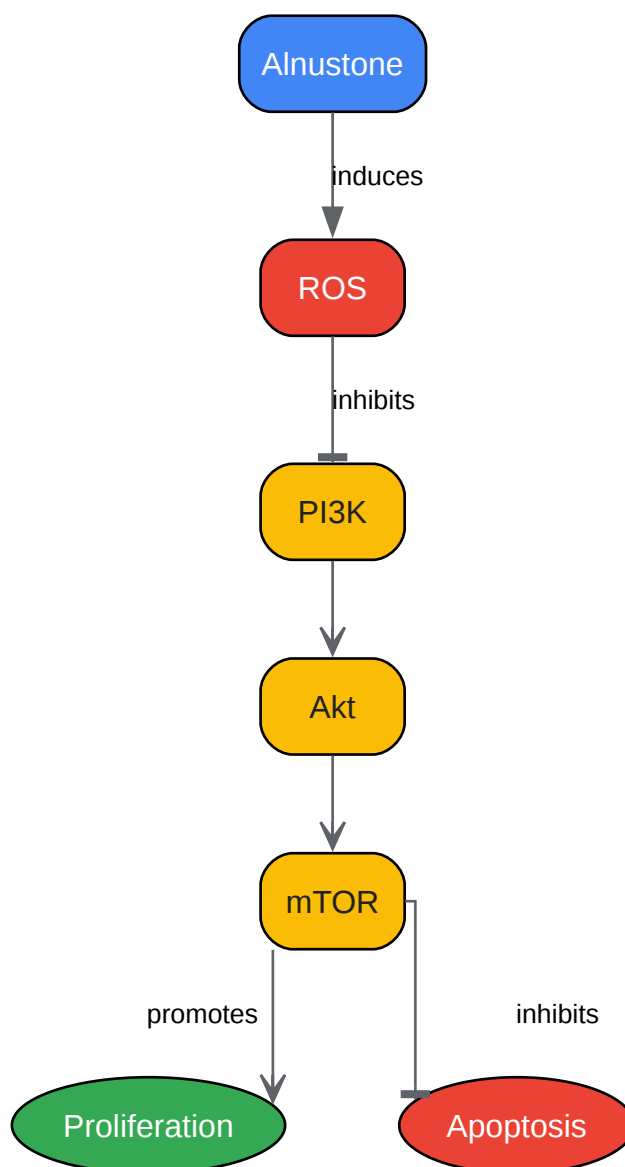 Alnustone
induces
ROS
inhibits
PI3K
Akt
mTOR
promotes
inhibits
Proliferation
Apoptosis